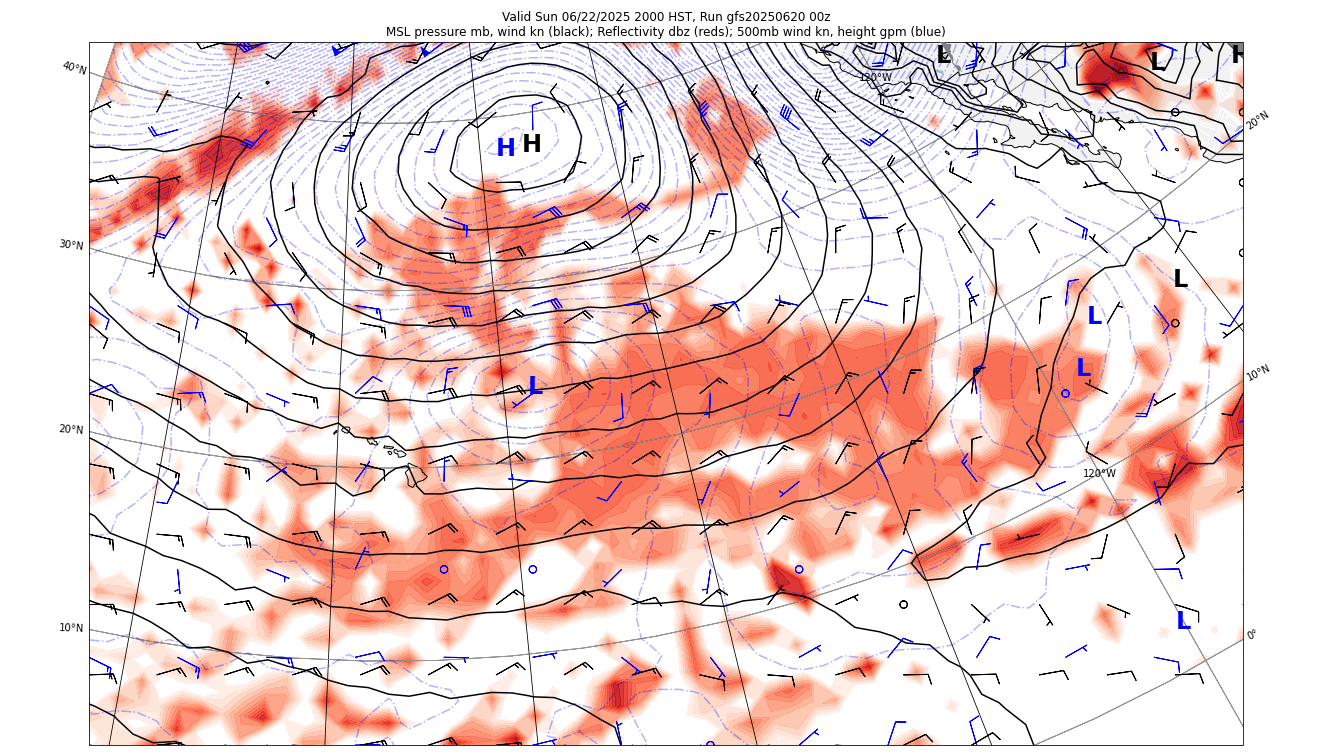 Valid Sun 06/22/2025 2000 HST, Run gfs20250620 00z
MSL pressure mb, wind kn (black); Reflectivity dbz (reds); 500mb wind kn, height gpm (blue)
L L H
40°N 120°W
20°N
H H
30°N
L
L
L
10°N
L
20°N
120°W
10°N
L
0°